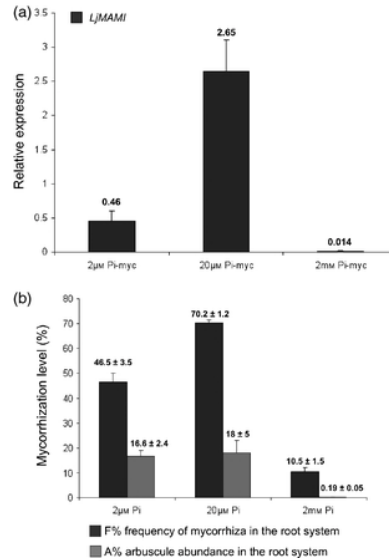 (a)
LjMAMI
Relative expression
3.5
3
2.5
2
1.5
1
0.5
0
0.46
2.65
0.014
2μM Pi-myc
20μM Pi-myc
2mM Pi-myc
(b)
Mycorrhization level (%)
80
70
60
50
40
30
20
10
0
46.5 ± 3.5
16.6 ± 2.4
70.2 ± 1.2
18 ± 5
10.5 ± 1.5
0.19 ± 0.05
2μM Pi
20μM Pi
2mM Pi
F% frequency of mycorrhiza in the root system
A% arbuscule abundance in the root system